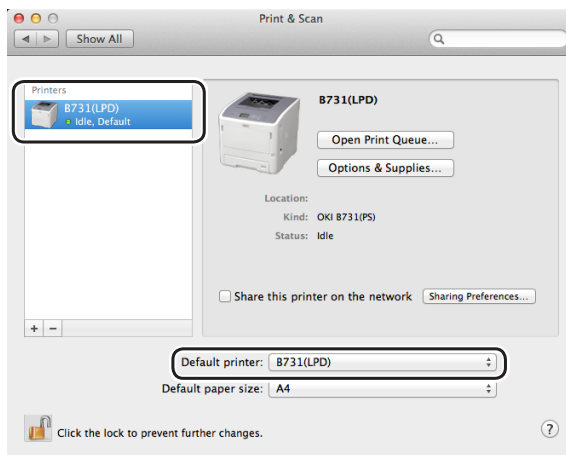 Print & Scan
Show All
Printers
B731(LPD)
Idle, Default
B731(LPD)
Open Print Queue...
Options & Supplies...
Location:
Kind: OKI B731(PS)
Status: Idle
Share this printer on the network Sharing Preferences...
+ −
Default printer: B731(LPD)
Default paper size: A4
Click the lock to prevent further changes.
?